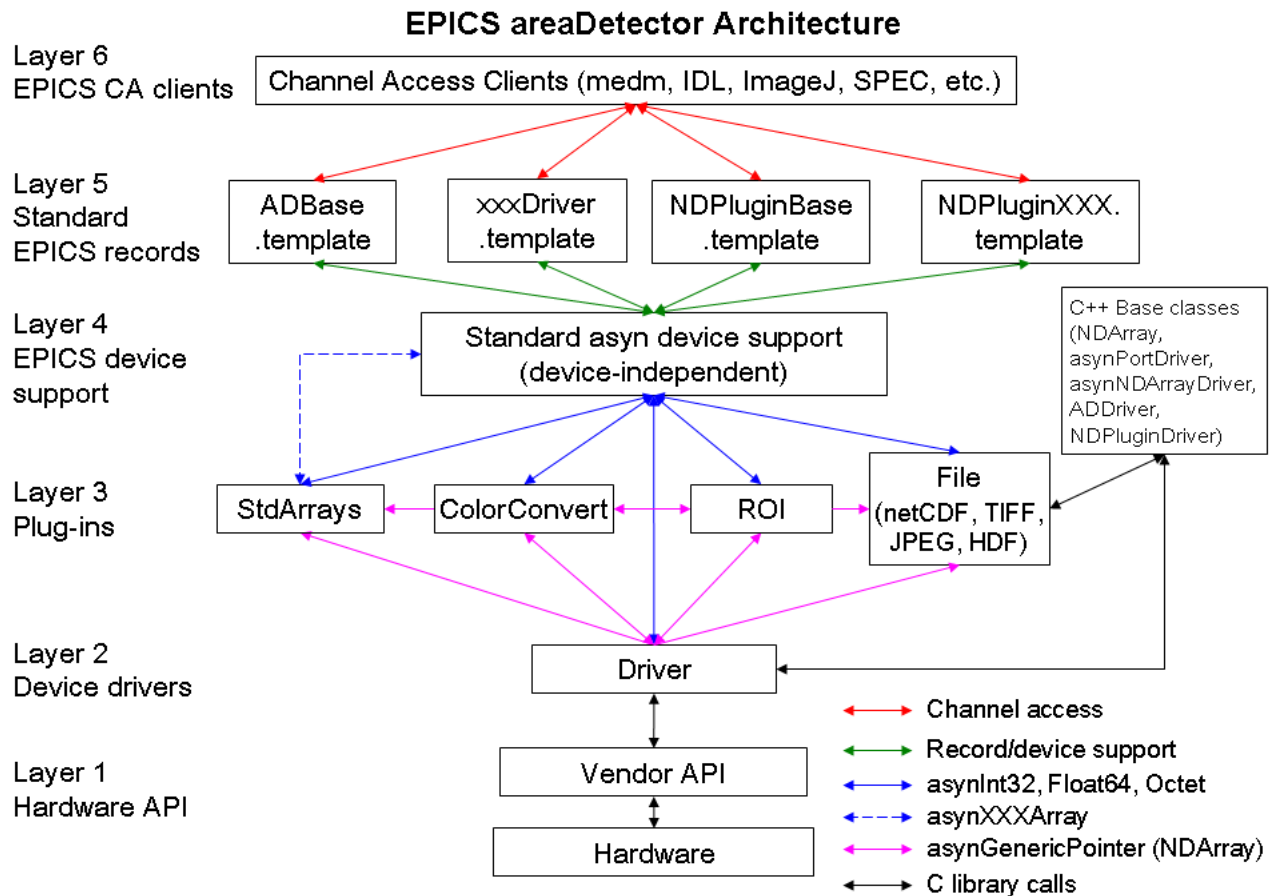 EPICS areaDetector Architecture
Layer 6
EPICS CA clients
Channel Access Clients (medm, IDL, ImageJ, SPEC, etc.)
Layer 5
Standard
EPICS records
ADBase
.template
xxxDriver
.template
NDPluginBase
.template
NDPluginXXX.
template
Layer 4
EPICS device
support
Standard asyn device support
(device-independent)
C++ Base classes
(NDArray,
asynPortDriver,
asynNDArrayDriver,
ADDriver,
NDPluginDriver)
Layer 3
Plug-ins
StdArrays
ColorConvert
ROI
File
(netCDF, TIFF,
JPEG, HDF)
Layer 2
Device drivers
Driver
Layer 1
Hardware API
Vendor API
Hardware
Channel access
Record/device support
asynInt32, Float64, Octet
asynXXXArray
asynGenericPointer (NDArray)
C library calls